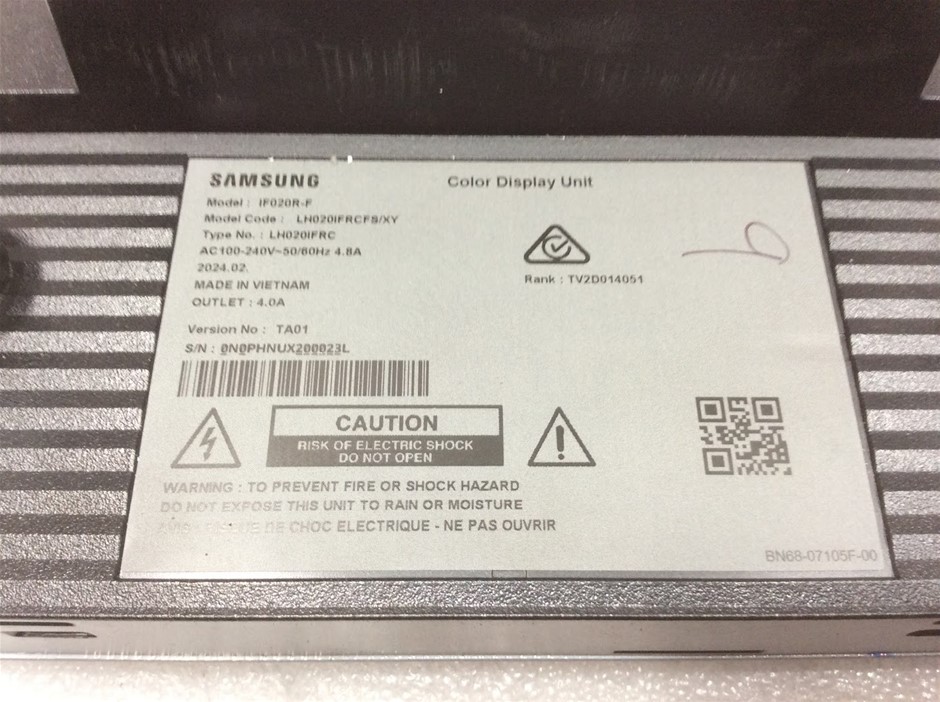 SAMSUNG
Color Display Unit
Model : IF020R-F
Model Code : LH020IFRCFS/XY
Type No. : LH020IFRC
AC100-240V~50/60Hz 4.8A
2024.02.
MADE IN VIETNAM
OUTLET : 4.0A
Rank : TV2D014051
Version No : TA01
S/N : 0N0PHNUX200023L
CAUTION
RISK OF ELECTRIC SHOCK
DO NOT OPEN
WARNING : TO PREVENT FIRE OR SHOCK HAZARD
DO NOT EXPOSE THIS UNIT TO RAIN OR MOISTURE
AVIS : RISQUE DE CHOC ELECTRIQUE - NE PAS OUVRIR
BN68-07105F-00